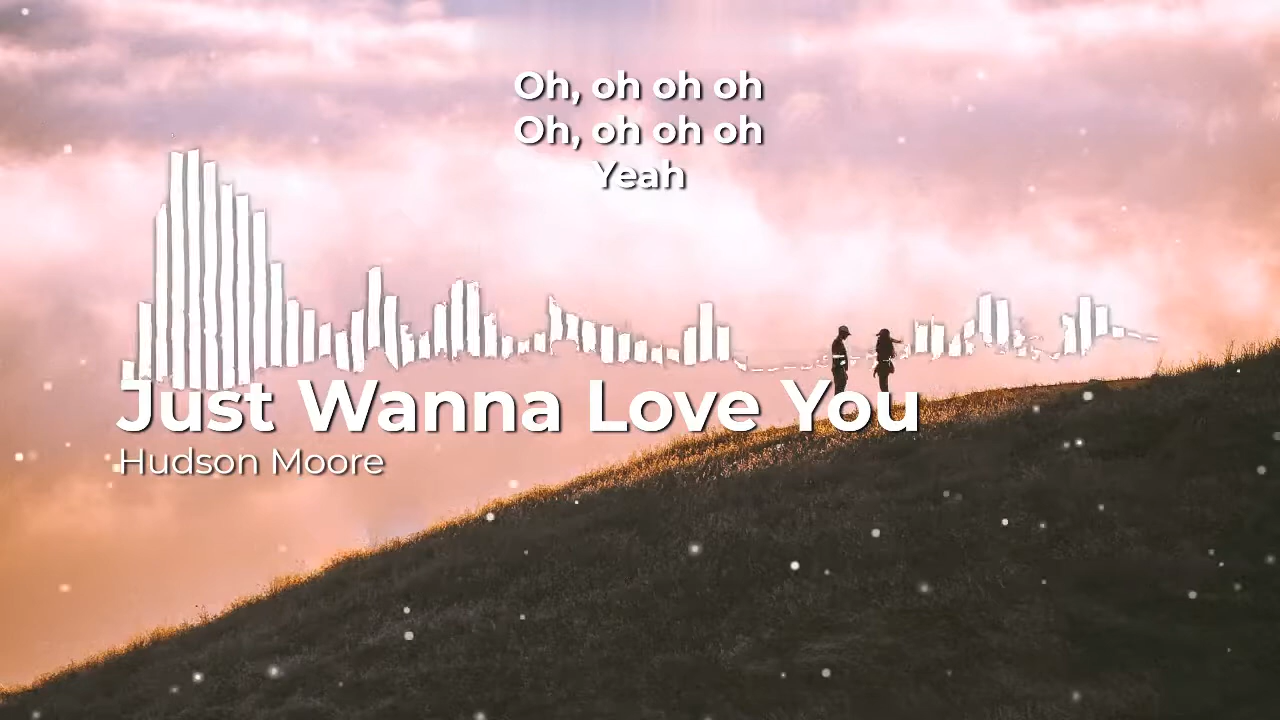 Oh, oh oh oh
Oh, oh oh oh
Yeah
Just Wanna Love You
Hudson Moore